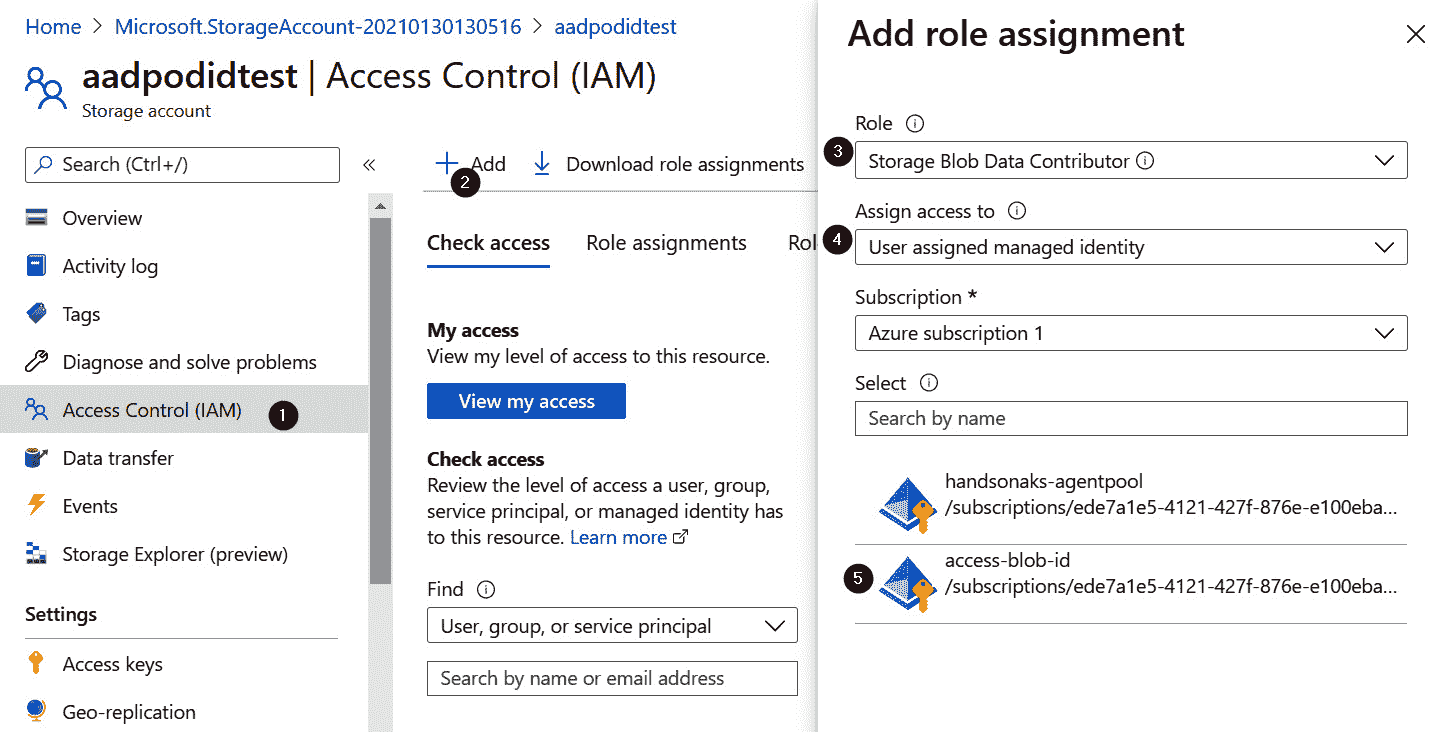 Home > Microsoft.StorageAccount-20210130130516 > aadpodidtest
aadpodidtest | Access Control (IAM)
Storage account
Search (Ctrl+/)
«
Overview
Activity log
Tags
Diagnose and solve problems
Access Control (IAM) 1
Data transfer
Events
Storage Explorer (preview)
Settings
Access keys
Geo-replication
+ Add Download role assignments
2
Check access Role assignments Rol
My access
View my level of access to this resource.
View my access
Check access
Review the level of access a user, group,
service principal, or managed identity has
to this resource. Learn more
Find
User, group, or service principal
Search by name or email address
Add role assignment
Role
3 Storage Blob Data Contributor
Assign access to
4 User assigned managed identity
Subscription *
Azure subscription 1
Select
Search by name
handsonaks-agentpool
/subscriptions/ede7a1e5-4121-427f-876e-e100eba...
access-blob-id
5 /subscriptions/ede7a1e5-4121-427f-876e-e100eba...